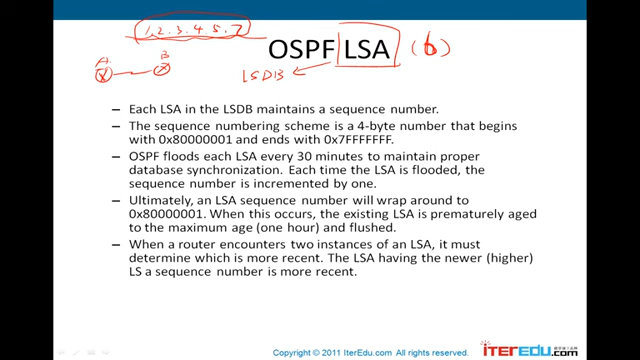 1. 2. 3. 4. 5. 7
A
B
OSPF LSA (6)
LSDB
– Each LSA in the LSDB maintains a sequence number.
– The sequence numbering scheme is a 4-byte number that begins
with 0x80000001 and ends with 0x7FFFFFFF.
– OSPF floods each LSA every 30 minutes to maintain proper
database synchronization. Each time the LSA is flooded, the
sequence number is incremented by one.
– Ultimately, an LSA sequence number will wrap around to
0x80000001. When this occurs, the existing LSA is prematurely aged
to the maximum age (one hour) and flushed.
– When a router encounters two instances of an LSA, it must
determine which is more recent. The LSA having the newer (higher)
LS a sequence number is more recent.
Copyright © 2011 IterEdu.com. All rights reserved.
iTEREDU.com